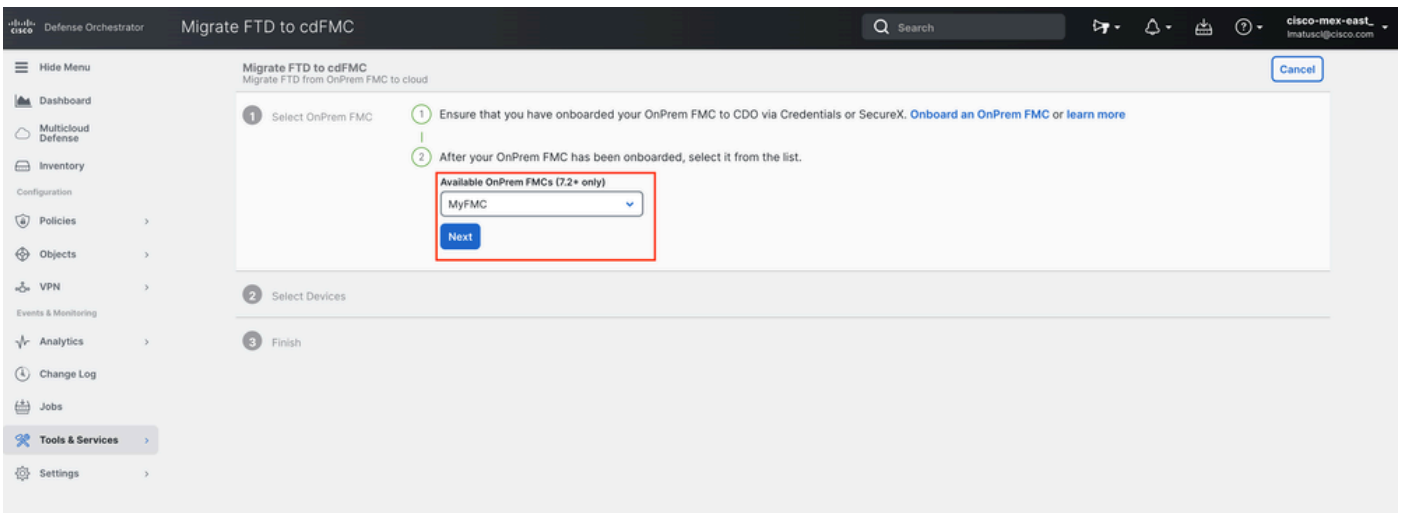 cisco Defense Orchestrator
Migrate FTD to cdFMC
Search
cisco-mex-east_
lmatuscl@cisco.com
Hide Menu
Dashboard
Multicloud
Defense
Inventory
Configuration
Policies
Objects
VPN
Events & Monitoring
Analytics
Change Log
Jobs
Tools & Services
Settings
Migrate FTD to cdFMC
Migrate FTD from OnPrem FMC to cloud
Cancel
1 Select OnPrem FMC
1 Ensure that you have onboarded your OnPrem FMC to CDO via Credentials or SecureX. Onboard an OnPrem FMC or learn more
2 After your OnPrem FMC has been onboarded, select it from the list.
Available OnPrem FMCs (7.2+ only)
MyFMC
Next
2 Select Devices
3 Finish